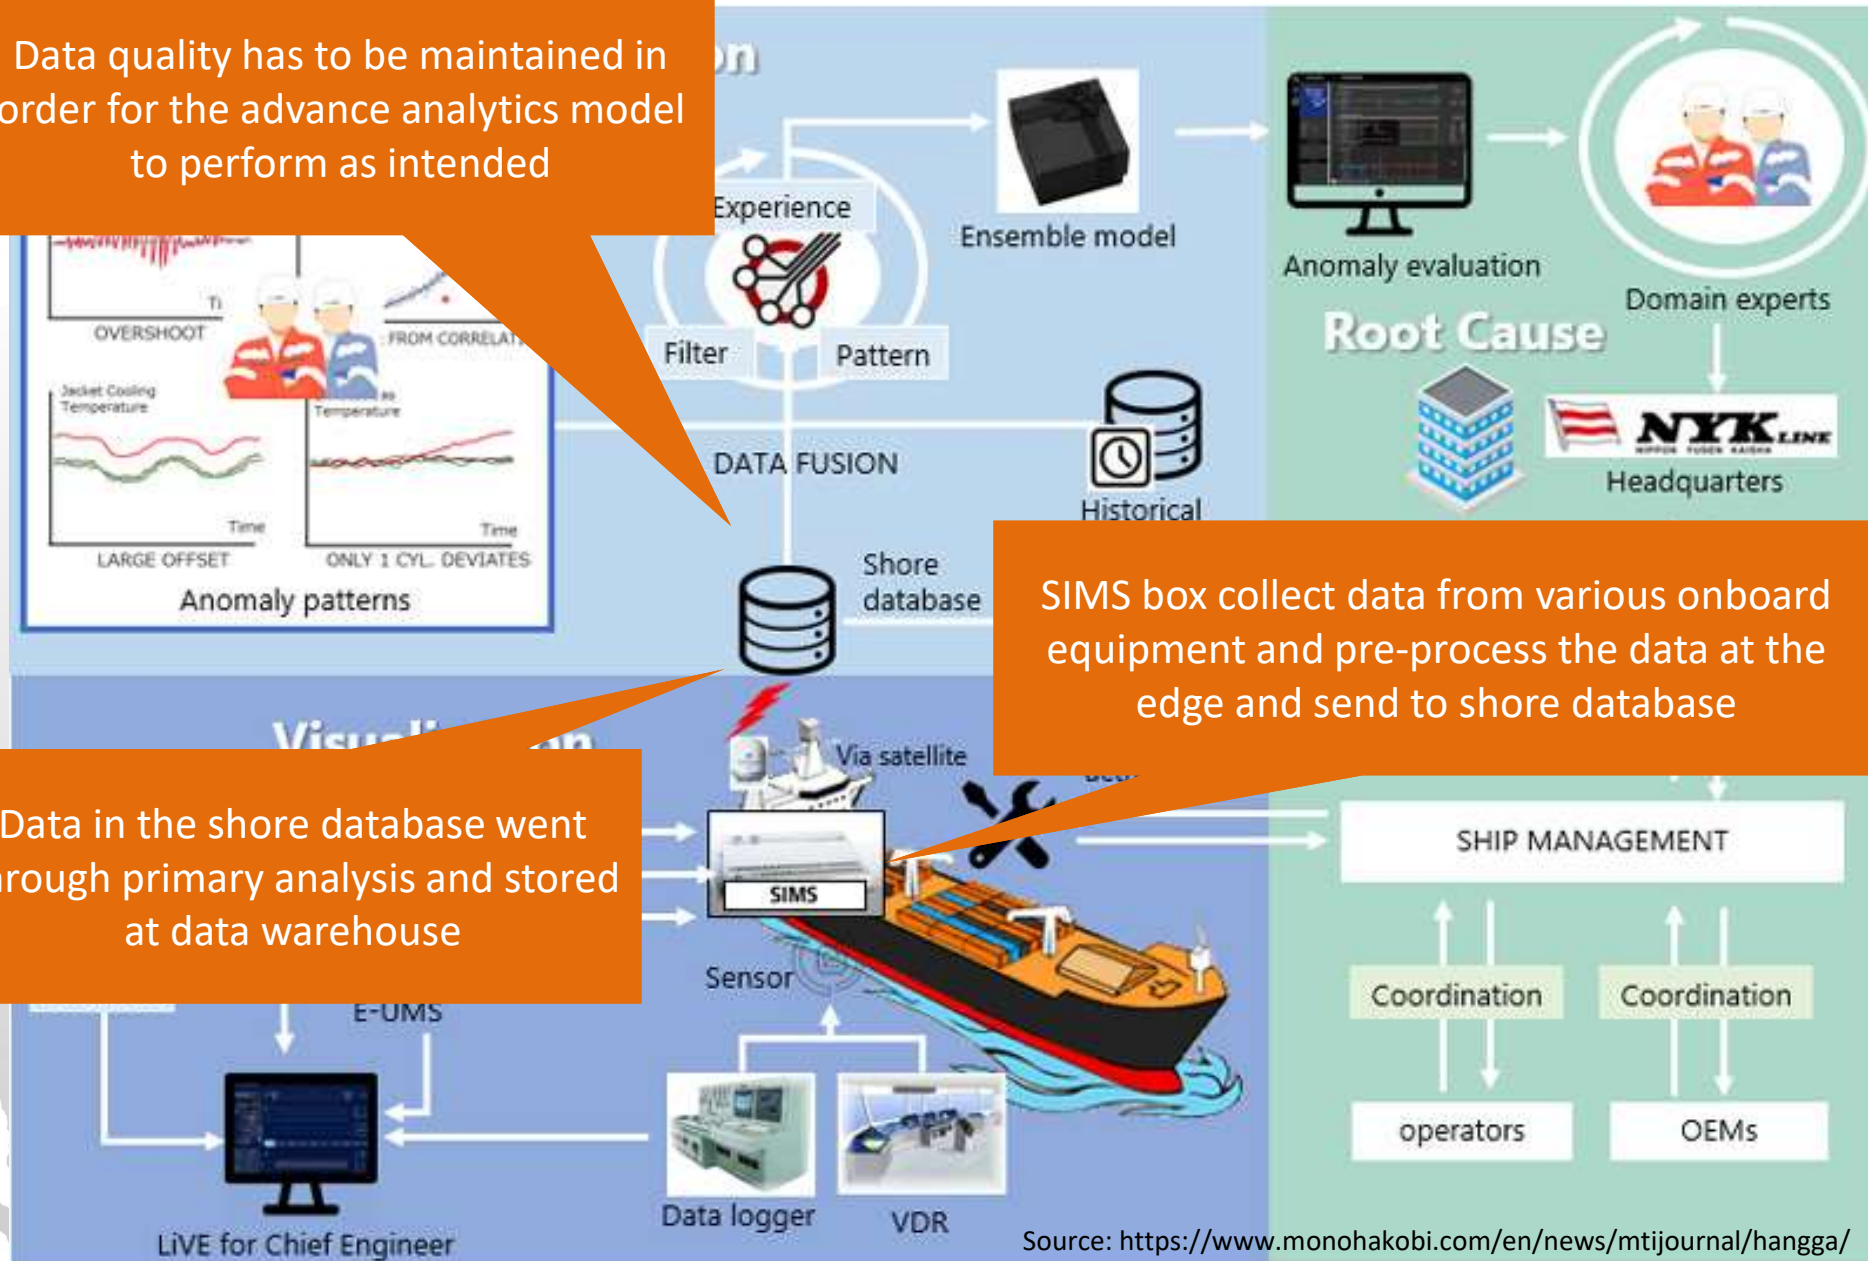 Data quality has to be maintained in
order for the advance analytics model
to perform as intended
Experience
Filter
Pattern
Ensemble model
Anomaly evaluation
Domain experts
Root Cause
NYK LINE
NIPPON YUSEN KAISHA
Headquarters
OVERSHOOT
FROM CORRELATI
Jacket Cooling
Temperature
Temperature
Time
Time
LARGE OFFSET
ONLY 1 CYL. DEVIATES
Anomaly patterns
DATA FUSION
Historical
Shore
database
SIMS box collect data from various onboard
equipment and pre-process the data at the
edge and send to shore database
Via satellite
Data in the shore database went
hrough primary analysis and stored
at data warehouse
SIMS
Sensor
SHIP MANAGEMENT
Coordination
Coordination
operators
OEMs
E-UMS
LiVE for Chief Engineer
Data logger
VDR
Source: https://www.monohakobi.com/en/news/mtijournal/hangga/